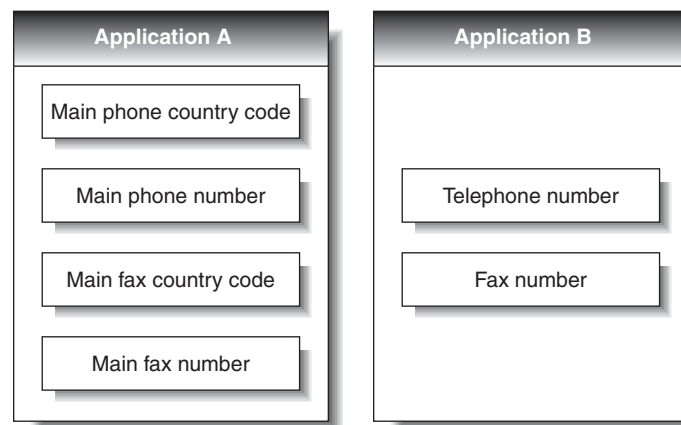 Application A
Main phone country code
Main phone number
Main fax country code
Main fax number
Application B
Telephone number
Fax number